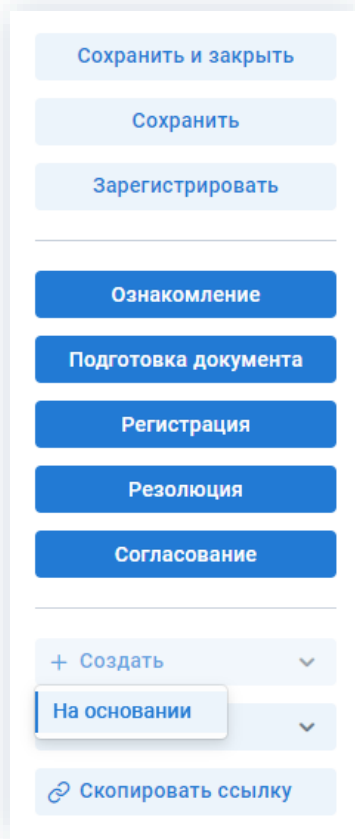 Сохранить и закрыть
Сохранить
Зарегистрировать
Ознакомление
Подготовка документа
Регистрация
Резолюция
Согласование
+ Создать
На основании
Скопировать ссылку